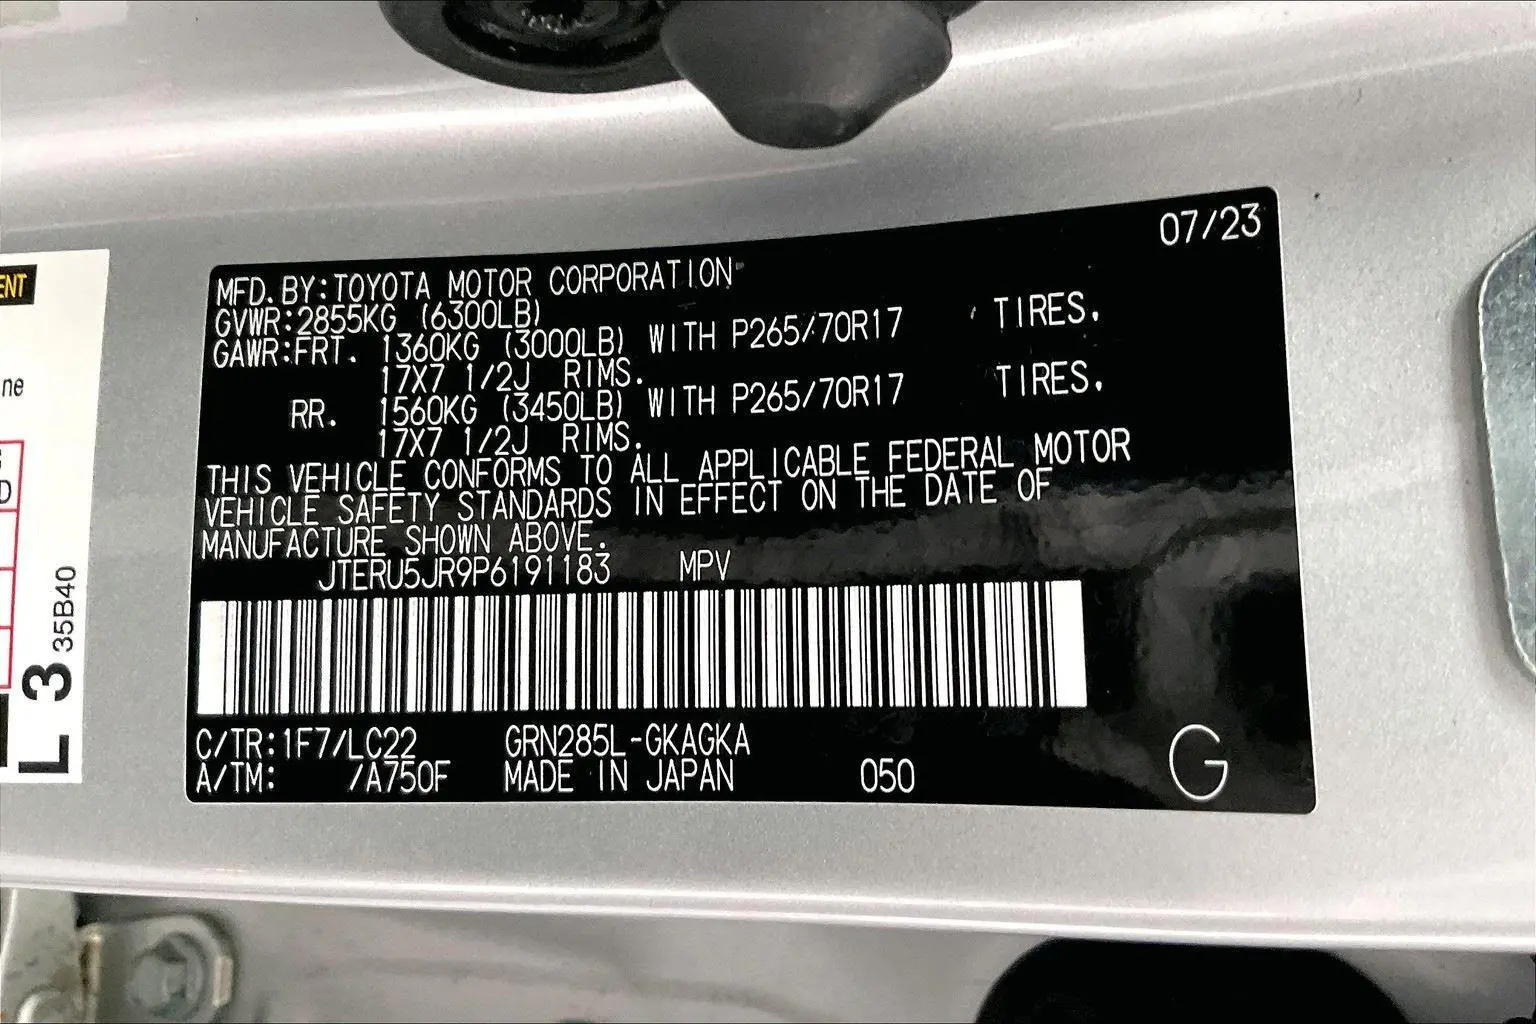 07/23
MFD. BY: TOYOTA MOTOR CORPORATION
GVWR: 2855KG (6300LB)
GAWR: FRT. 1360KG (3000LB) WITH P265/70R17 TIRES.
17X7 1/2J RIMS.
RR. 1560KG (3450LB) WITH P265/70R17 TIRES.
17X7 1/2J RIMS.
THIS VEHICLE CONFORMS TO ALL APPLICABLE FEDERAL MOTOR
VEHICLE SAFETY STANDARDS IN EFFECT ON THE DATE OF
MANUFACTURE SHOWN ABOVE.
JTERU5JR9P6191183 MPV
C/TR: 1F7/LC22 GRN285L-GKAGKA
A/TM: /A750F MADE IN JAPAN 050 G
ENT
ne
D
L 3 35B40